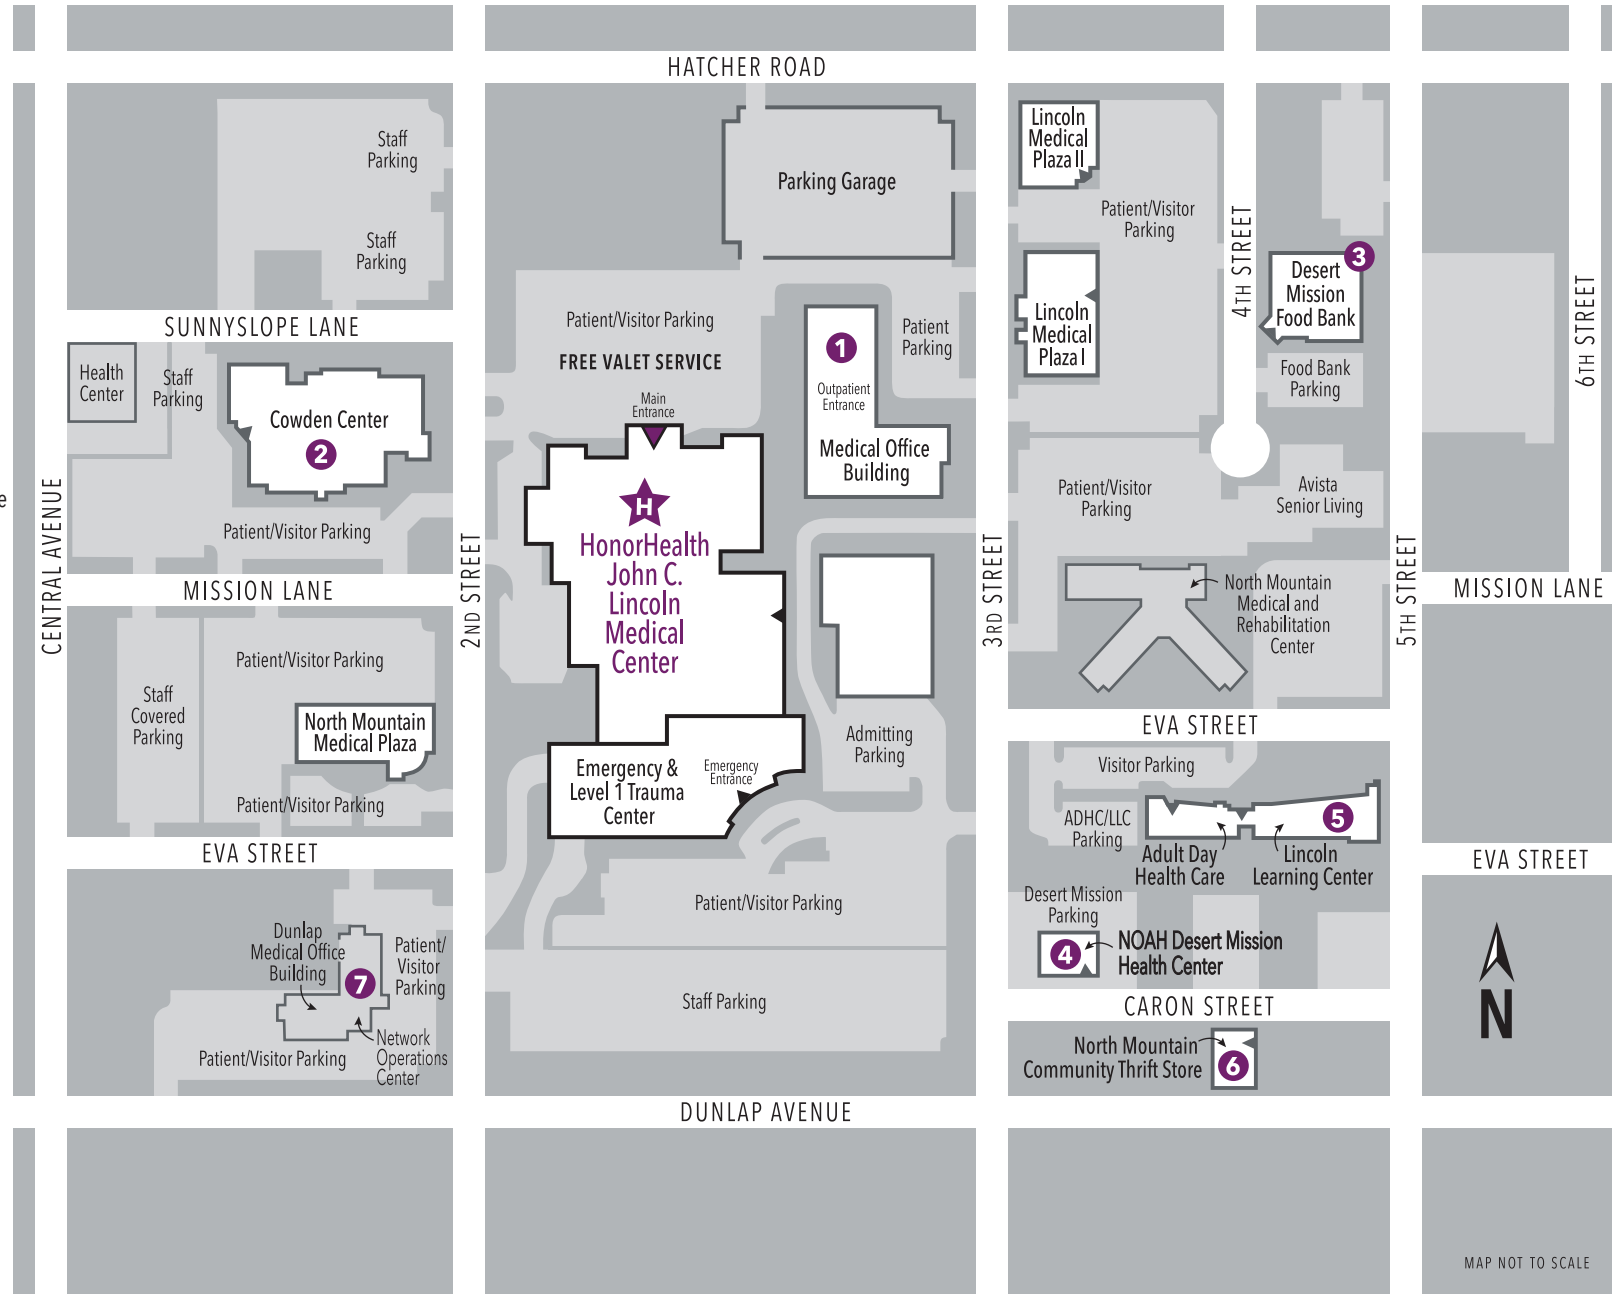 HATCHER ROAD
Staff
Parking
Staff
Parking
SUNNYSLOPE LANE
Health
Center
Staff
Parking
Cowden Center
2
Patient/Visitor Parking
e
CENTRAL AVENUE
MISSION LANE
Patient/Visitor Parking
Staff
Covered
Parking
North Mountain
Medical Plaza
Patient/Visitor Parking
EVA STREET
Dunlap
Medical Office
Building
7
Patient/
Visitor
Parking
Network
Operations
Center
Patient/Visitor Parking
2ND STREET
Parking Garage
Patient/Visitor Parking
FREE VALET SERVICE
Main
Entrance
1
Outpatient
Entrance
Medical Office
Building
Patient
Parking
H
HonorHealth
John C.
Lincoln
Medical
Center
Emergency &
Level 1 Trauma
Center
Emergency
Entrance
Admitting
Parking
Patient/Visitor Parking
Staff Parking
DUNLAP AVENUE
3RD STREET
Lincoln
Medical
Plaza II
Patient/Visitor
Parking
Lincoln
Medical
Plaza I
4TH STREET
3
Desert
Mission
Food Bank
Food Bank
Parking
Patient/Visitor
Parking
Avista
Senior Living
North Mountain
Medical and
Rehabilitation
Center
EVA STREET
Visitor Parking
ADHC/LLC
Parking
5
Adult Day
Health Care
Lincoln
Learning Center
Desert Mission
Parking
4
NOAH Desert Mission
Health Center
CARON STREET
North Mountain
Community Thrift Store
6
5TH STREET
6TH STREET
MISSION LANE
EVA STREET
N
MAP NOT TO SCALE